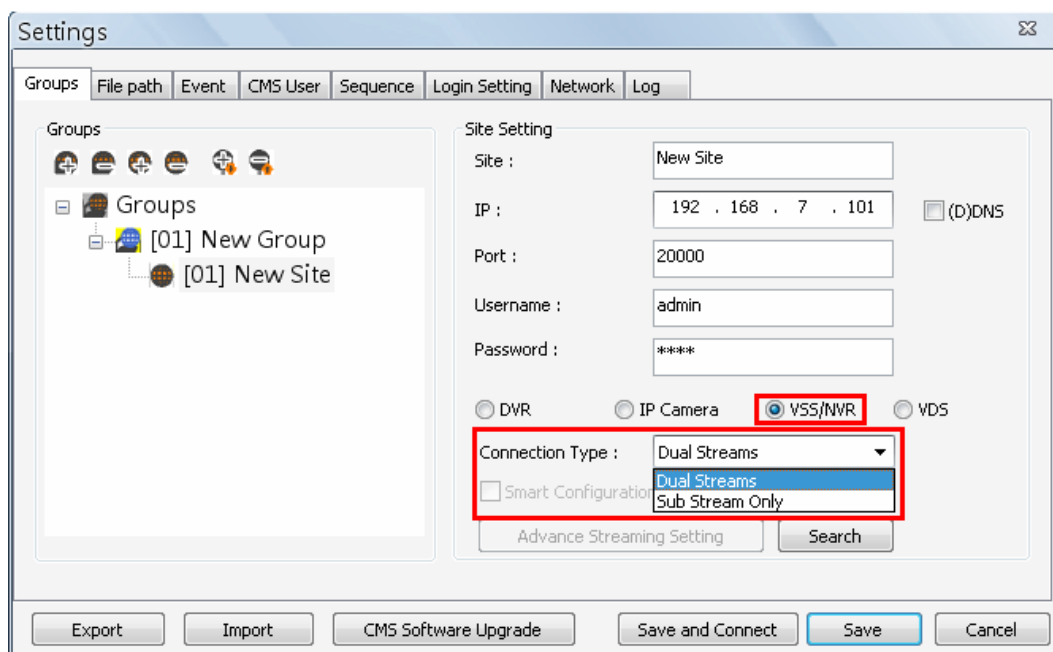 Settings
Groups File path Event CMS User Sequence Login Setting Network Log
Groups
Groups
[01] New Group
[01] New Site
Site Setting
Site : New Site
IP : 192 . 168 . 7 . 101 (D)DNS
Port : 20000
Username : admin
Password : ****
DVR IP Camera VSS/NVR VDS
Connection Type : Dual Streams
Dual Streams
Smart Configuration
Sub Stream Only
Advance Streaming Setting Search
Export Import CMS Software Upgrade Save and Connect Save Cancel